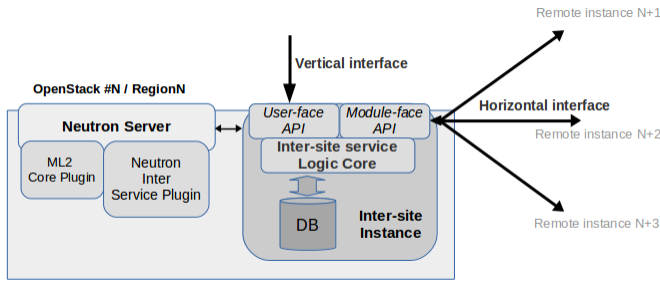 Remote instance N+1
Vertical interface
OpenStack #N / RegionN
User-face
API
Module-face
API
Horizontal interface
Neutron Server
Remote instance N+2
Inter-site service
Logic Core
ML2
Core Plugin
Neutron
Inter
Service Plugin
DB
Inter-site
Instance
Remote instance N+3